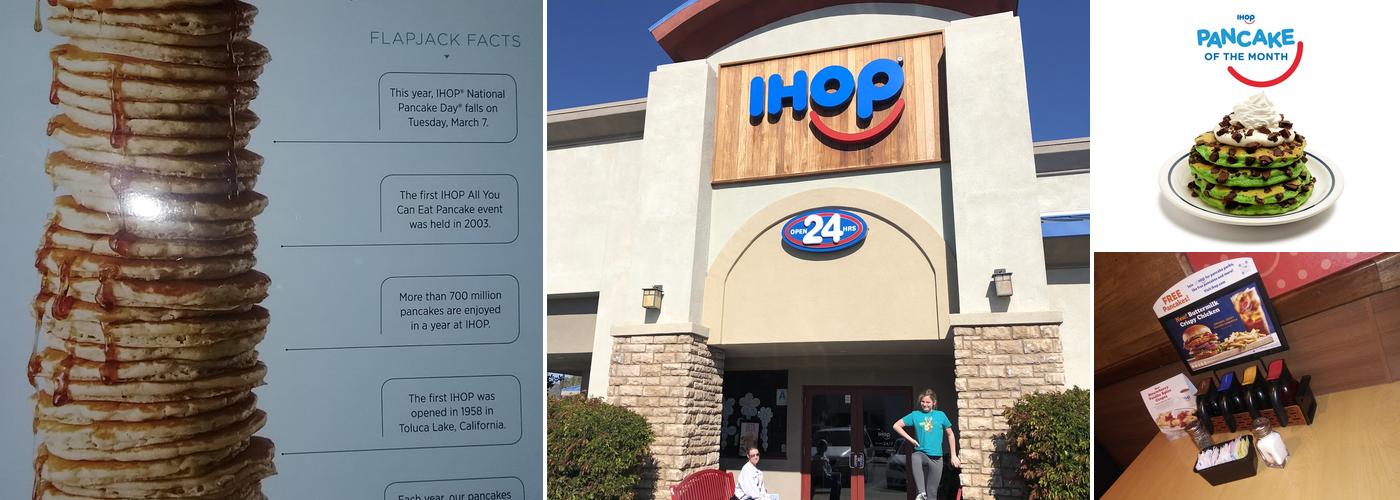 FLAPJACK FACTS
This year, IHOP® National
Pancake Day® falls on
Tuesday, March 7.
The first IHOP All You
Can Eat Pancake event
was held in 2003.
More than 700 million
pancakes are enjoyed
in a year at IHOP.
The first IHOP was
opened in 1958 in
Toluca Lake, California.
Each year, our pancakes
IHOP
OPEN 24 HRS
IHOP
PANCAKE
OF THE MONTH
FREE
Pancakes!
New! Buttermilk
Crispy Chicken